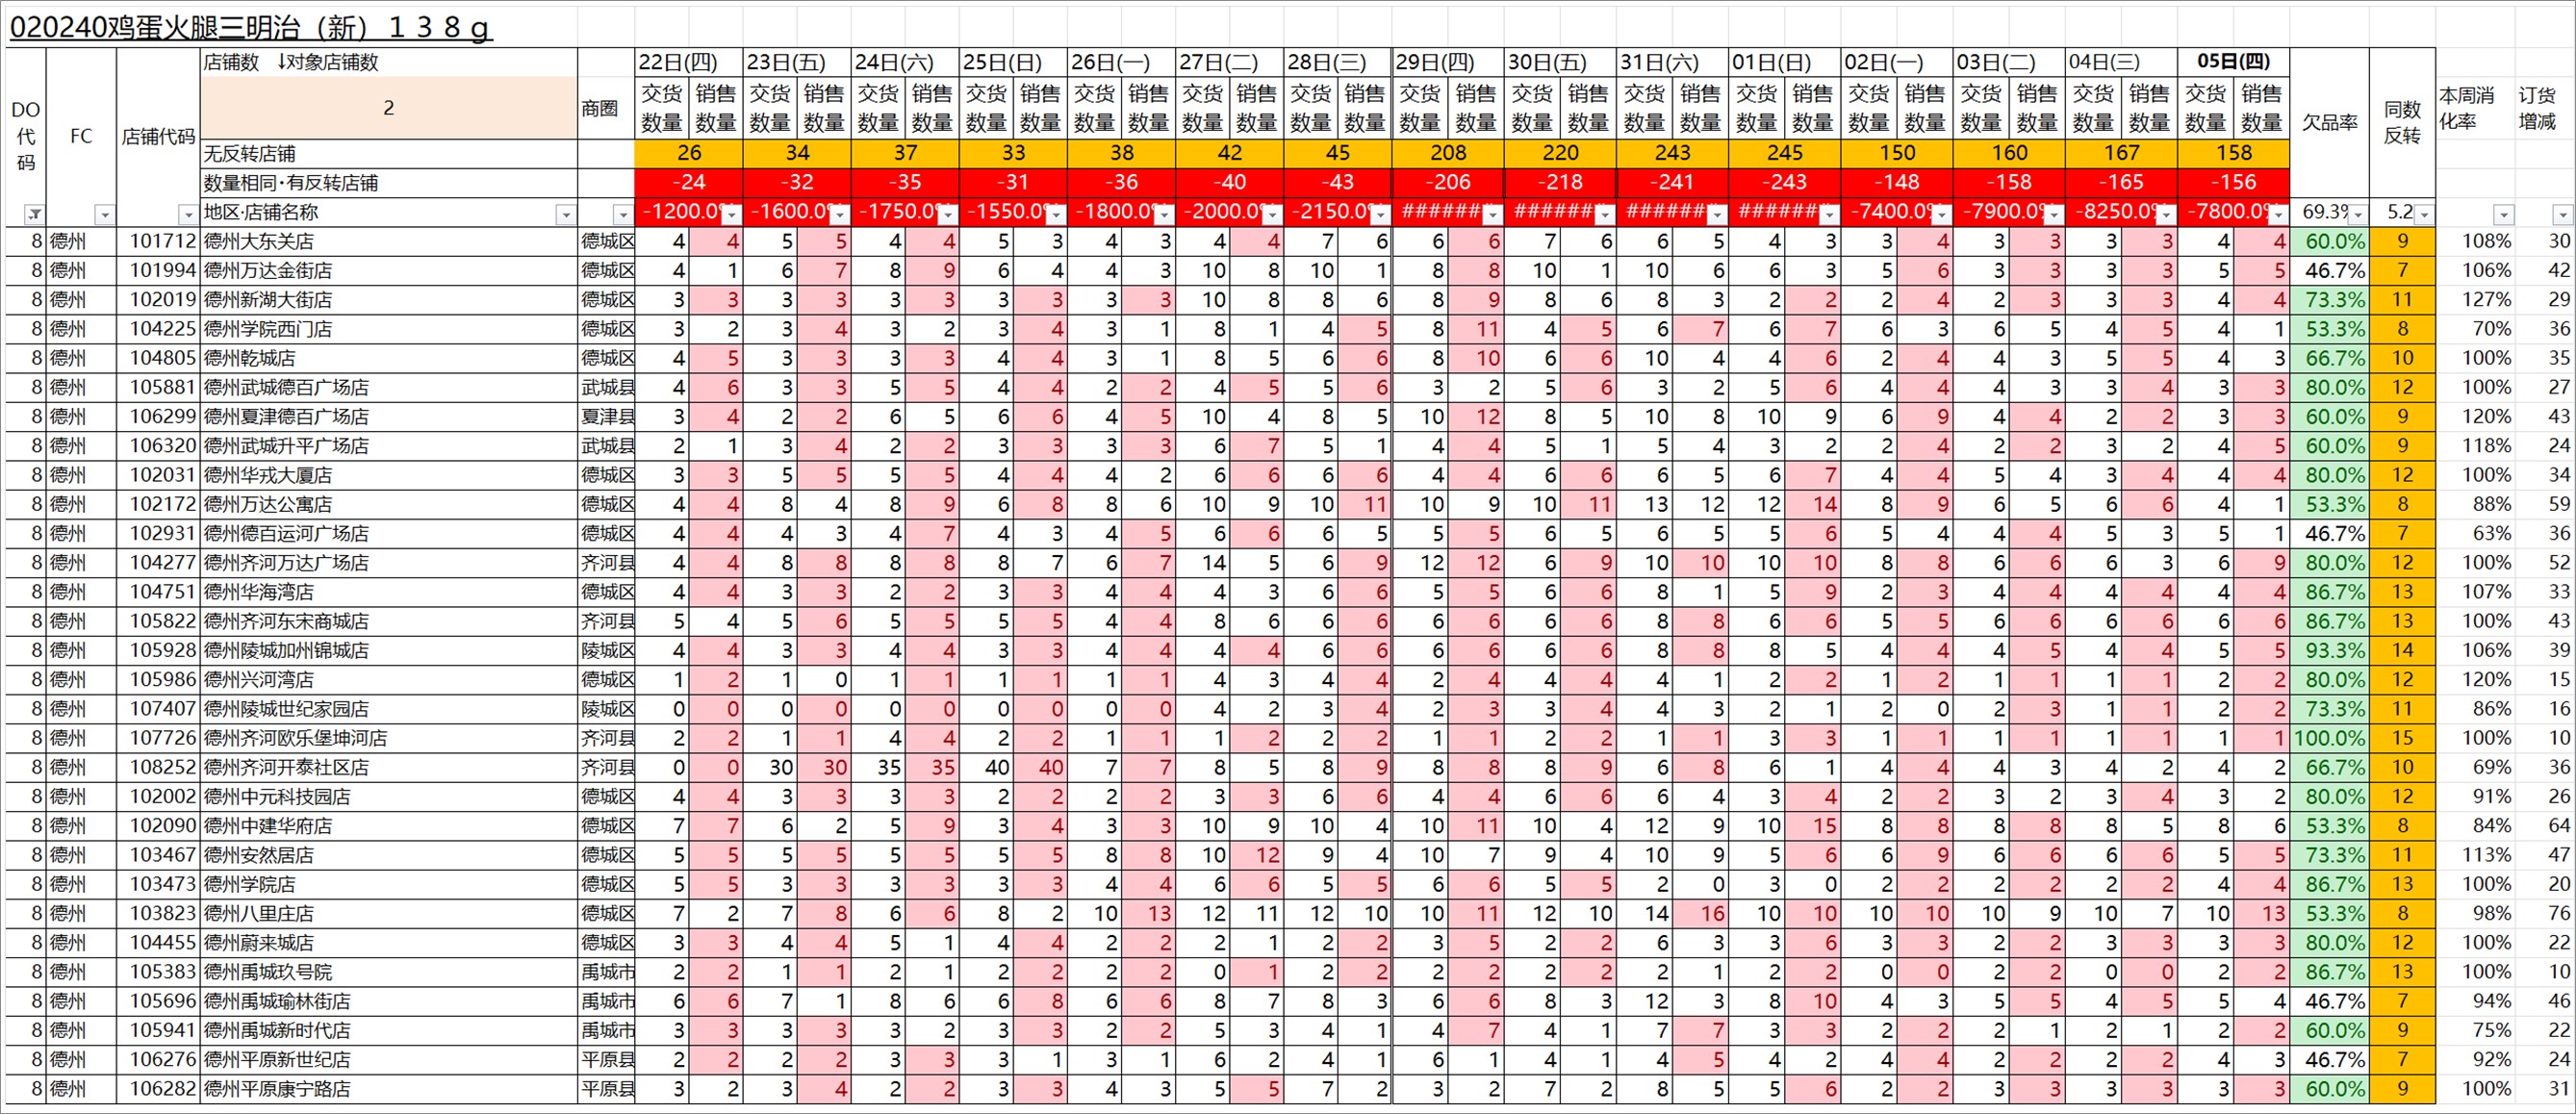 020240鸡蛋火腿三明治（新）１３８ｇ
DO代码 FC 店铺代码 店铺数 ↓对象店铺数 商圈 22日(四) 23日(五) 24日(六) 25日(日) 26日(一) 27日(二) 28日(三) 29日(四) 30日(五) 31日(六) 01日(日) 02日(一) 03日(二) 04日(三) 05日(四) 欠品率 同数反转 本周消化率 订货增减
2 交货数量 销售数量 交货数量 销售数量 交货数量 销售数量 交货数量 销售数量 交货数量 销售数量 交货数量 销售数量 交货数量 销售数量 交货数量 销售数量 交货数量 销售数量 交货数量 销售数量 交货数量 销售数量 交货数量 销售数量 交货数量 销售数量 交货数量 销售数量 交货数量 销售数量
无反转店铺 26 34 37 33 38 42 45 208 220 243 245 150 160 167 158
数量相同·有反转店铺 -24 -32 -35 -31 -36 -40 -43 -206 -218 -241 -243 -148 -158 -165 -156
地区·店铺名称 -1200.0% -1600.0% -1750.0% -1550.0% -1800.0% -2000.0% -2150.0% ####### ####### ####### ####### -7400.0% -7900.0% -8250.0% -7800.0% 69.3% 5.2
8 德州 101712 德州大东关店 德城区 4 4 5 5 4 4 5 3 4 3 4 4 7 6 6 6 7 6 6 5 4 3 3 4 3 3 3 3 4 4 60.0% 9 108% 30
8 德州 101994 德州万达金街店 德城区 4 1 6 7 8 9 6 4 4 3 10 8 10 1 8 8 10 1 10 6 6 3 5 6 3 3 3 3 5 5 46.7% 7 106% 42
8 德州 102019 德州新湖大街店 德城区 3 3 3 3 3 3 3 3 3 3 10 8 8 6 8 9 8 6 8 3 2 2 2 4 2 3 3 3 4 4 73.3% 11 127% 29
8 德州 104225 德州学院西门店 德城区 3 2 3 4 3 2 3 4 3 1 8 1 4 5 8 11 4 5 6 7 6 7 6 3 6 5 4 5 4 1 53.3% 8 70% 36
8 德州 104805 德州乾城店 德城区 4 5 3 3 3 3 4 4 3 1 8 5 6 6 8 10 6 6 10 4 4 6 2 4 4 3 5 5 4 3 66.7% 10 100% 35
8 德州 105881 德州武城德百广场店 武城县 4 6 3 3 5 5 4 4 2 2 4 5 5 6 3 2 5 6 3 2 5 6 4 4 4 3 3 4 3 3 80.0% 12 100% 27
8 德州 106299 德州夏津德百广场店 夏津县 3 4 2 2 6 5 6 6 4 5 10 4 8 5 10 12 8 5 10 8 10 9 6 9 4 4 2 2 3 3 60.0% 9 120% 43
8 德州 106320 德州武城升平广场店 武城县 2 1 3 4 2 2 3 3 3 3 6 7 5 1 4 4 5 1 5 4 3 2 2 4 2 2 3 2 4 5 60.0% 9 118% 24
8 德州 102031 德州华戎大厦店 德城区 3 3 5 5 5 5 4 4 4 2 6 6 6 6 4 4 6 6 6 5 6 7 4 4 5 4 3 4 4 4 80.0% 12 100% 34
8 德州 102172 德州万达公寓店 德城区 4 4 8 4 8 9 6 8 8 6 10 9 10 11 10 9 10 11 13 12 12 14 8 9 6 5 6 6 4 1 53.3% 8 88% 59
8 德州 102931 德州德百运河广场店 德城区 4 4 4 3 4 7 4 3 4 5 6 6 6 5 5 5 6 5 6 5 5 6 5 4 4 4 5 3 5 1 46.7% 7 63% 36
8 德州 104277 德州齐河万达广场店 齐河县 4 4 8 8 8 8 8 7 6 7 14 5 6 9 12 12 6 9 10 10 10 10 8 8 6 6 6 3 6 9 80.0% 12 100% 52
8 德州 104751 德州华海湾店 德城区 4 4 3 3 2 2 3 3 4 4 4 3 6 6 5 5 6 6 8 1 5 9 2 3 4 4 4 4 4 4 86.7% 13 107% 33
8 德州 105822 德州齐河东宋商城店 齐河县 5 4 5 6 5 5 5 5 4 4 8 6 6 6 6 6 6 6 8 8 6 6 5 5 6 6 6 6 6 6 86.7% 13 100% 43
8 德州 105928 德州陵城加州锦城店 陵城区 4 4 3 3 4 4 3 3 4 4 4 4 6 6 6 6 6 6 8 8 8 5 4 4 4 5 4 4 5 5 93.3% 14 106% 39
8 德州 105986 德州兴河湾店 德城区 1 2 1 0 1 1 1 1 1 1 4 3 4 4 2 4 4 4 4 1 2 2 1 2 1 1 1 1 2 2 80.0% 12 120% 15
8 德州 107407 德州陵城世纪家园店 陵城区 0 0 0 0 0 0 0 0 0 0 4 2 3 4 2 3 3 4 4 3 2 1 2 0 2 3 1 1 2 2 73.3% 11 86% 16
8 德州 107726 德州齐河欧乐堡坤河店 齐河县 2 2 1 1 4 4 2 2 1 1 1 2 2 2 1 1 2 2 1 1 3 3 1 1 1 1 1 1 1 1 100.0% 15 100% 10
8 德州 108252 德州齐河开泰社区店 齐河县 0 0 30 30 35 35 40 40 7 7 8 5 8 9 8 8 8 9 6 8 6 1 4 4 4 3 4 2 4 2 66.7% 10 69% 36
8 德州 102002 德州中元科技园店 德城区 4 4 3 3 3 3 2 2 2 2 3 3 6 6 4 4 6 6 6 4 3 4 2 2 3 2 3 4 3 2 80.0% 12 91% 26
8 德州 102090 德州中建华府店 德城区 7 7 6 2 5 9 3 4 3 3 10 9 10 4 10 11 10 4 12 9 10 15 8 8 8 8 8 5 8 6 53.3% 8 84% 64
8 德州 103467 德州安然居店 德城区 5 5 5 5 5 5 5 5 8 8 10 12 9 4 10 7 9 4 10 9 5 6 6 9 6 6 6 6 5 5 73.3% 11 113% 47
8 德州 103473 德州学院店 德城区 5 5 3 3 3 3 3 3 4 4 6 6 5 5 6 6 5 5 2 0 3 0 2 2 2 2 2 2 4 4 86.7% 13 100% 20
8 德州 103823 德州八里庄店 德城区 7 2 7 8 6 6 8 2 10 13 12 11 12 10 10 11 12 10 14 16 10 10 10 10 10 9 10 7 10 13 53.3% 8 98% 76
8 德州 104455 德州蔚来城店 德城区 3 3 4 4 5 1 4 4 2 2 2 1 2 2 3 5 2 2 6 3 3 6 3 3 2 2 3 3 3 3 80.0% 12 100% 22
8 德州 105383 德州禹城玖号院 禹城市 2 2 1 1 2 1 2 2 2 2 0 1 2 2 2 2 2 2 2 1 2 2 0 0 2 2 0 0 2 2 86.7% 13 100% 10
8 德州 105696 德州禹城瑜林街店 禹城市 6 6 7 1 8 6 6 8 6 6 8 7 8 3 6 6 8 3 12 3 8 10 4 3 5 5 4 5 5 4 46.7% 7 94% 46
8 德州 105941 德州禹城新时代店 禹城市 3 3 3 3 3 2 3 3 2 2 5 3 4 1 4 7 4 1 7 7 3 3 2 2 2 1 2 1 2 2 60.0% 9 75% 22
8 德州 106276 德州平原新世纪店 平原县 2 2 2 2 3 3 3 1 3 1 6 2 4 1 6 1 4 1 4 5 4 2 4 4 2 2 2 2 4 3 46.7% 7 92% 24
8 德州 106282 德州平原康宁路店 平原县 3 2 3 4 2 2 3 3 4 3 5 5 7 2 3 2 7 2 8 5 5 6 2 2 3 3 3 3 3 3 60.0% 9 100% 31